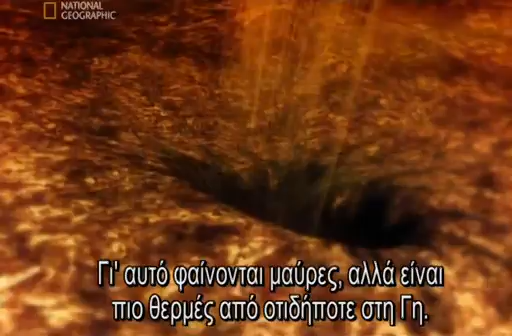 NATIONAL
GEOGRAPHIC
Γι' αυτό φαίνονται μαύρες, αλλά είναι
πιο θερμές από οτιδήποτε στη Γη.